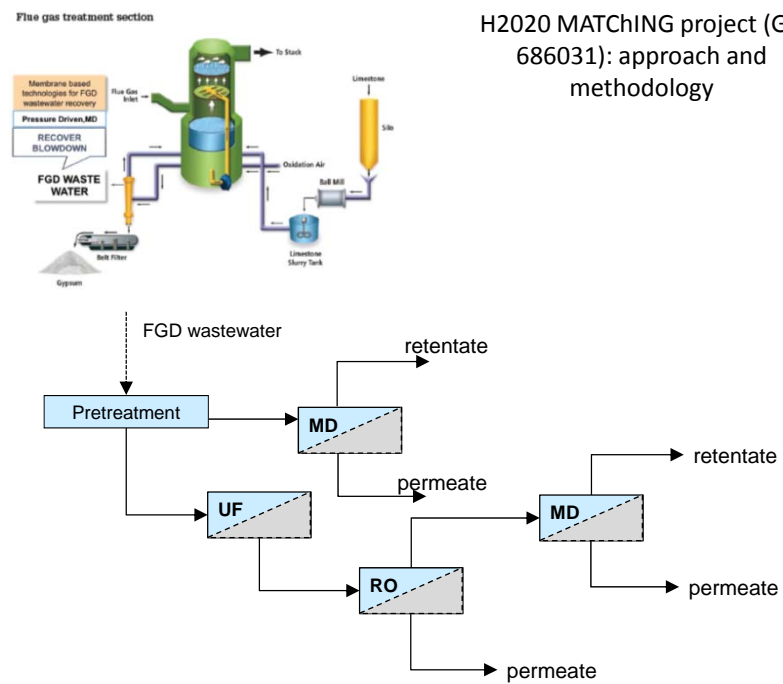 Flue gas treatment section
H2020 MATChING project (G
686031): approach and
methodology
To Stack
Limestone
Membrane based
technologies for FGD
wastewater recovery
Flue Gas
Inlet
Silo
Pressure Driven,MD
RECOVER
BLOWDOWN
Oxidation Air
FGD WASTE
WATER
Ball Mill
Belt Filter
Limestone
Slurry Tank
Gypsum
FGD wastewater
retentate
Pretreatment
MD
retentate
permeate
UF
MD
RO
permeate
permeate